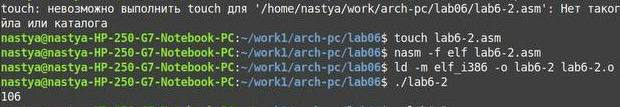 touch: невозможно выполнить touch для '/home/nastya/work/arch-pc/lab06/lab6-2.asm': Нет таког
йла или каталога
nastya@nastya-HP-250-G7-Notebook-PC:~/work1/arch-pc/lab06$ touch lab6-2.asm
nastya@nastya-HP-250-G7-Notebook-PC:~/work1/arch-pc/lab06$ nasm -f elf lab6-2.asm
nastya@nastya-HP-250-G7-Notebook-PC:~/work1/arch-pc/lab06$ ld -m elf_i386 -o lab6-2 lab6-2.o
nastya@nastya-HP-250-G7-Notebook-PC:~/work1/arch-pc/lab06$ ./lab6-2
106